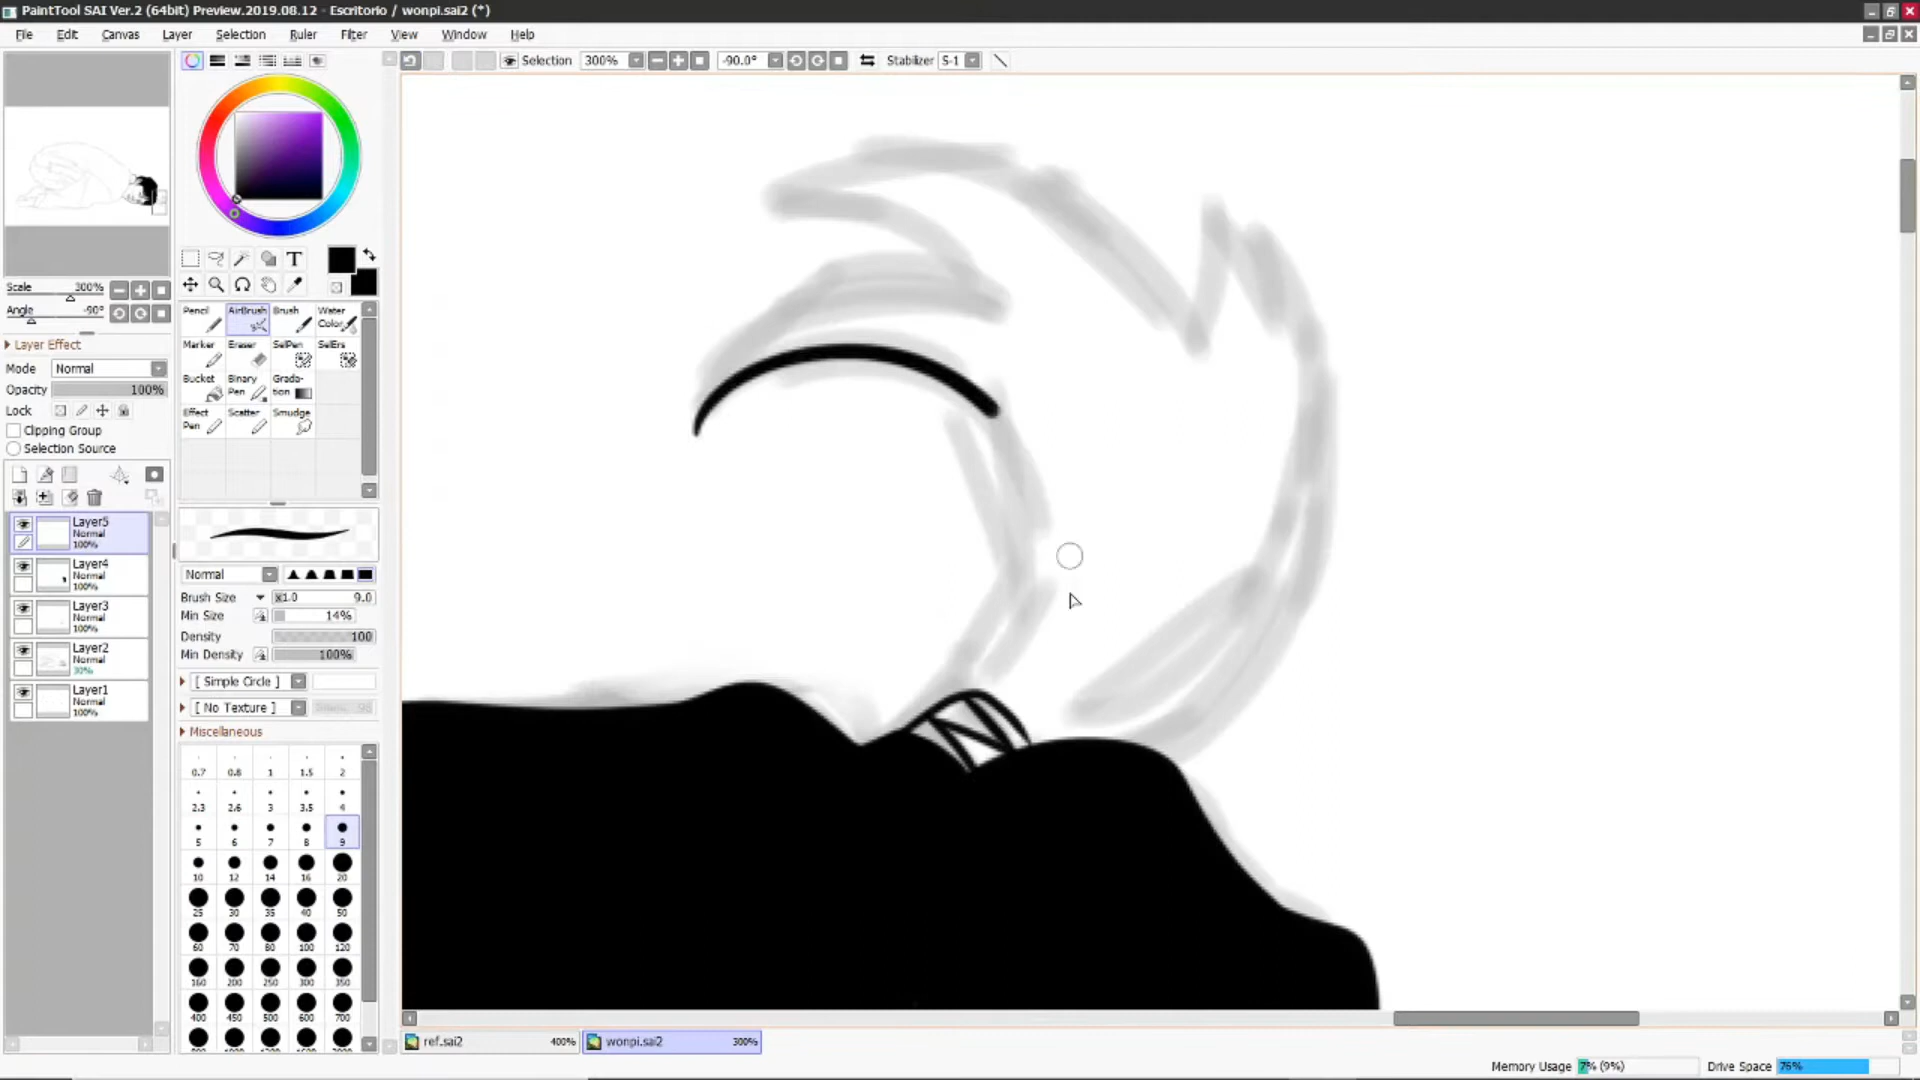 PaintTool SAI Ver.2 (64bit) Preview.2019.08.12 - Escritorio / wonpi.sai2 (*)
File Edit Canvas Layer Selection Ruler Filter View Window Help
Selection 300% -90.0° Stabilizer S-1
Scale 300%
Angle -90°
Layer Effect
Mode Normal
Opacity 100%
Lock
Clipping Group
Selection Source
Layer5
Normal
100%
Layer4
Normal
100%
Layer3
Normal
100%
Layer2
Normal
30%
Layer1
Normal
100%
T
Pencil AirBrush Brush Water Color
Marker Eraser SelPen SelErs
Bucket Binary Pen Grada-tion
Effect Pen Scatter Smudge
Normal
Brush Size x1.0 9.0
Min Size 14%
Density 100
Min Density 100%
[ Simple Circle ]
[ No Texture ]
Miscellaneous
0.7 0.8 1 1.5 2
2.3 2.6 3 3.5 4
5 6 7 8 9
10 12 14 16 20
25 30 35 40 50
60 70 80 100 120
160 200 250 300 350
400 450 500 600 700
ref.sai2 400% wonpi.sai2 300%
Memory Usage 7% (9%) Drive Space 76%